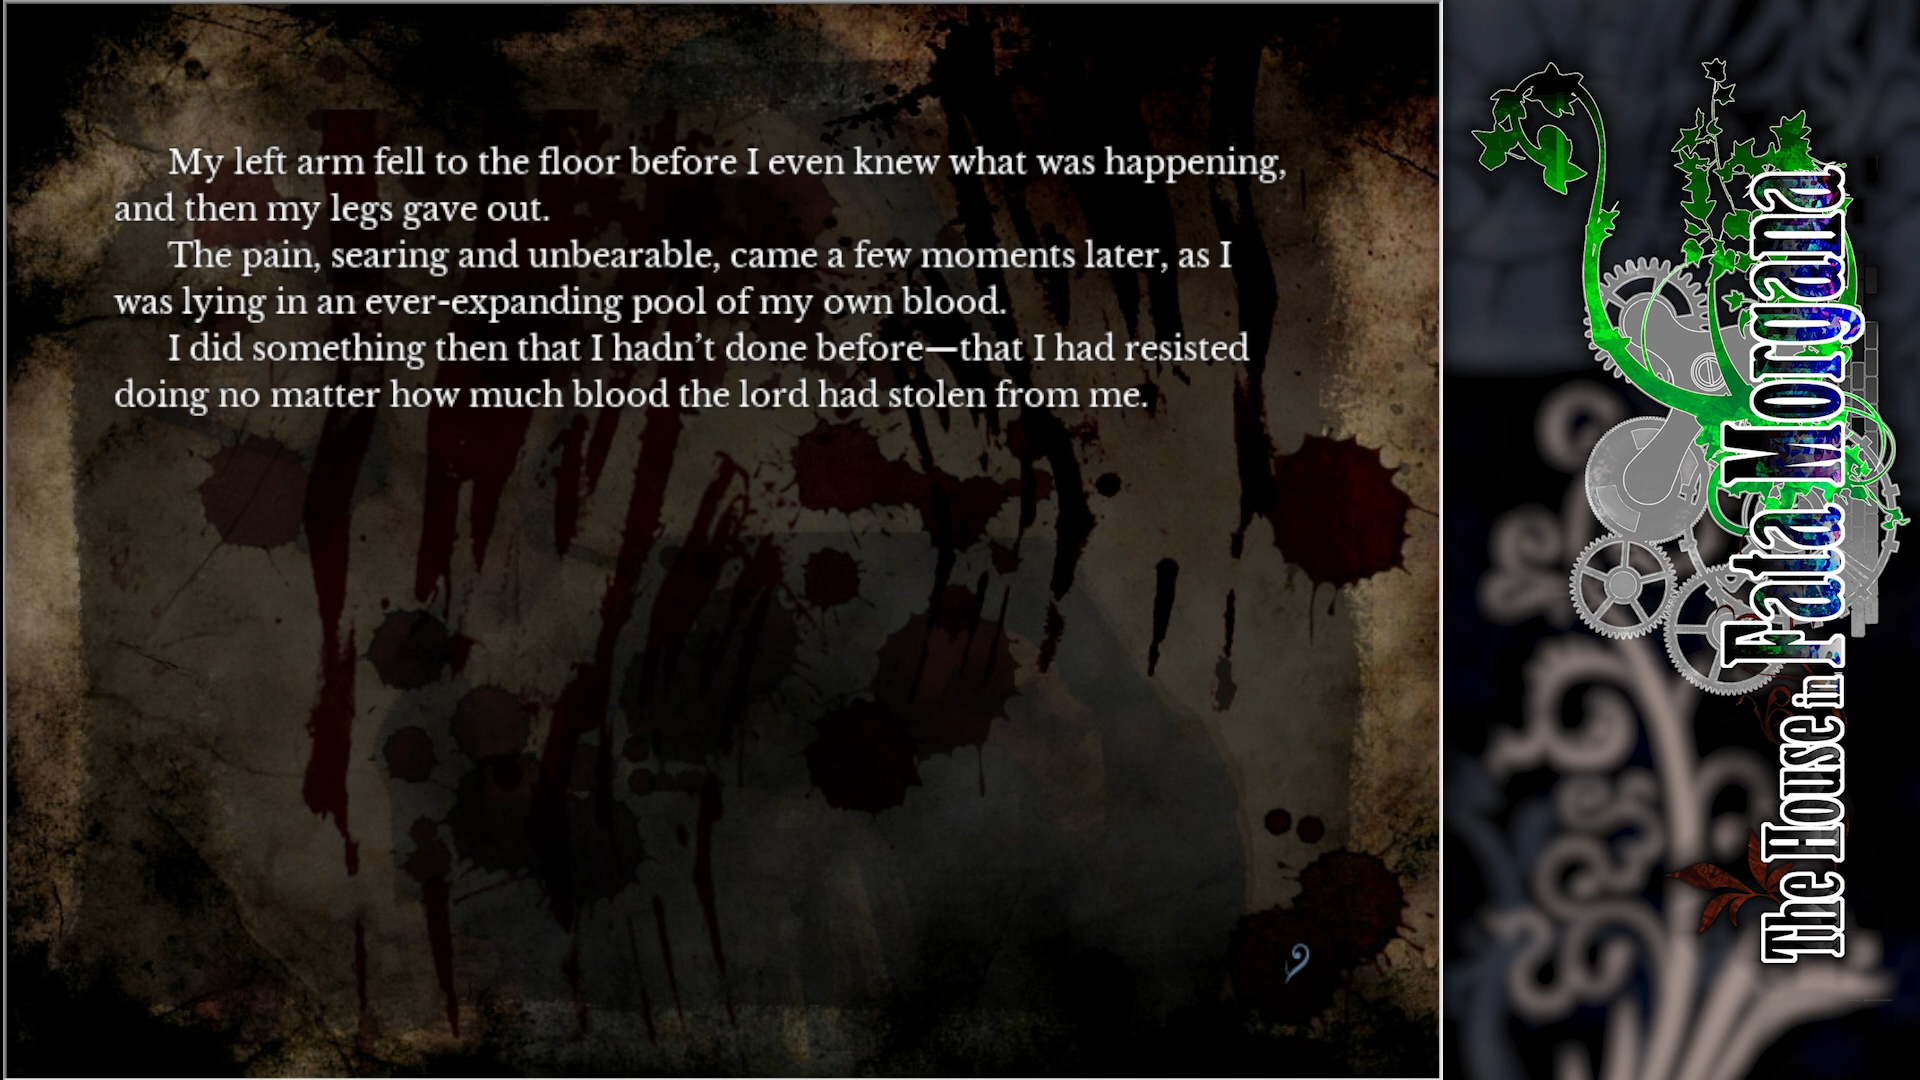 My left arm fell to the floor before I even knew what was happening,
and then my legs gave out.
The pain, searing and unbearable, came a few moments later, as I
was lying in an ever-expanding pool of my own blood.
I did something then that I hadn’t done before—that I had resisted
doing no matter how much blood the lord had stolen from me.
The House in Fata Morgana